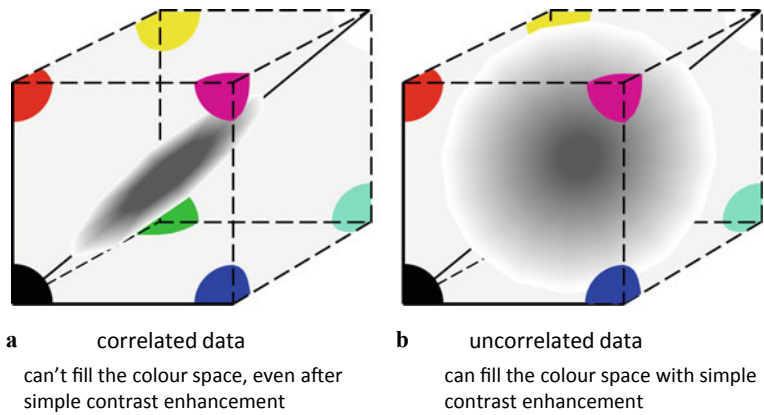 a correlated data
can't fill the colour space, even after
simple contrast enhancement
b uncorrelated data
can fill the colour space with simple
contrast enhancement